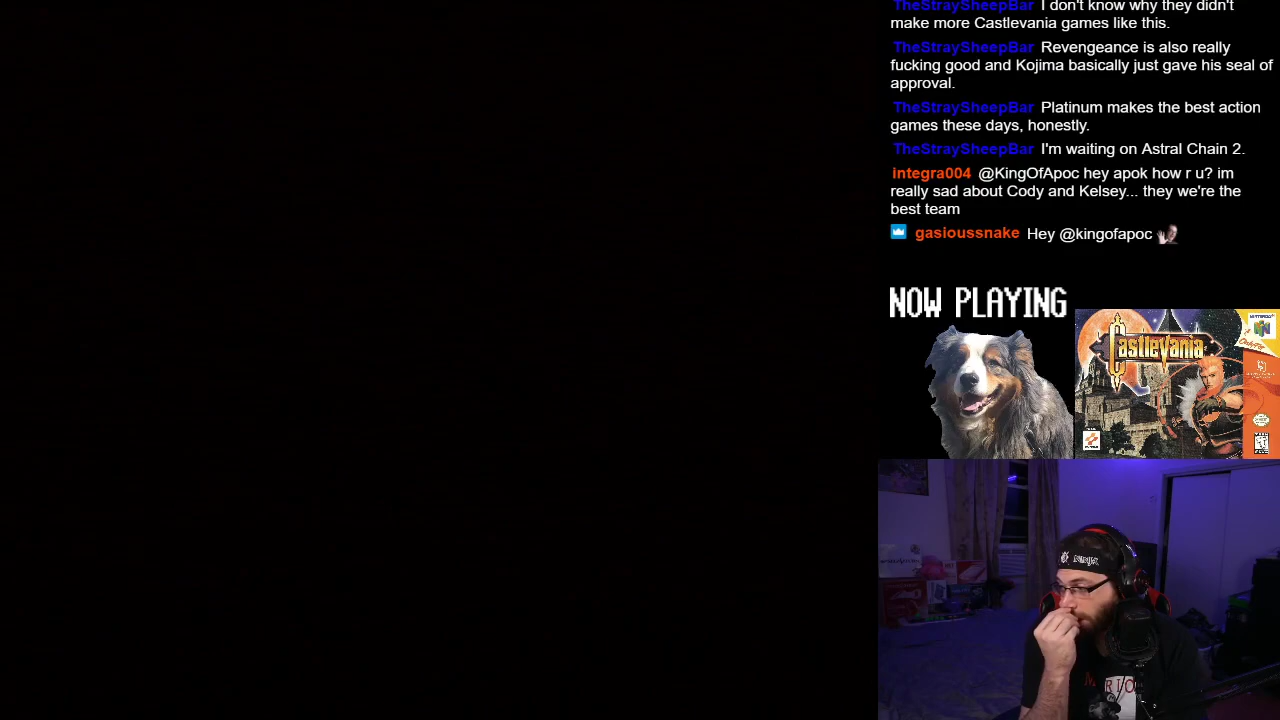 TheStraySheepBar I don't know why they didn't
make more Castlevania games like this.
TheStraySheepBar Revengeance is also really
fucking good and Kojima basically just gave his seal of
approval.
TheStraySheepBar Platinum makes the best action
games these days, honestly.
TheStraySheepBar I'm waiting on Astral Chain 2.
integra004 @KingOfApoc hey apok how r u? im
really sad about Cody and Kelsey... they we're the
best team
gasioussnake Hey @kingofapoc
NOW PLAYING
Castlevania
NINJA